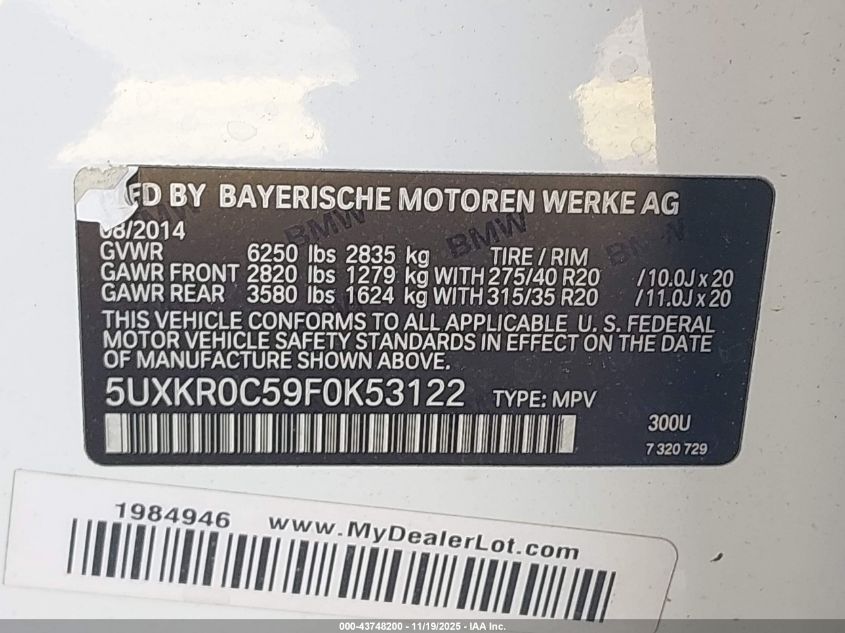 FD BY BAYERISCHE MOTOREN WERKE AG
08/2014
GVWR 6250 lbs 2835 kg TIRE / RIM
GAWR FRONT 2820 lbs 1279 kg WITH 275/40 R20 /10.0J x 20
GAWR REAR 3580 lbs 1624 kg WITH 315/35 R20 /11.0J x 20
THIS VEHICLE CONFORMS TO ALL APPLICABLE U. S. FEDERAL
MOTOR VEHICLE SAFETY STANDARDS IN EFFECT ON THE DATE
OF MANUFACTURE SHOWN ABOVE.
5UXKR0C59F0K53122 TYPE: MPV
300U
7 320 729
BMW BMW BMW
1984946 www.MyDealerLot.com
000-43748200 - 11/19/2025 - IAA Inc.